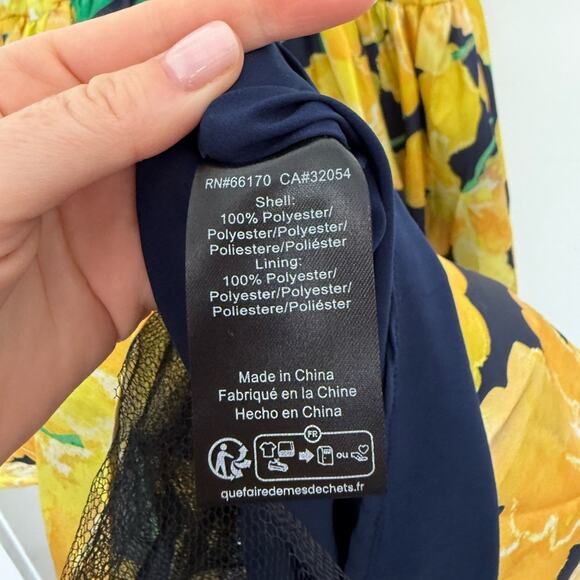 RN#66170 CA#32054
Shell:
100% Polyester/
Polyester/Polyester/
Poliestere/Poliéster
Lining:
100% Polyester/
Polyester/Polyester/
Poliestere/Poliéster
Made in China
Fabriqué en la Chine
Hecho en China
FR
ou
quefairedemesdechets.fr